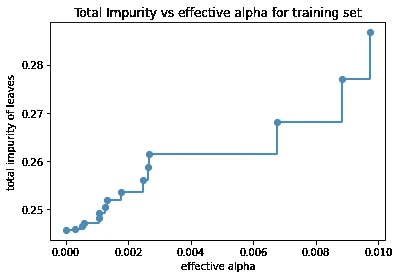 Total Impurity vs effective alpha for training set
total impurity of leaves
0.28
0.27
0.26
0.25
0.000 0.002 0.004 0.006 0.008 0.010
effective alpha